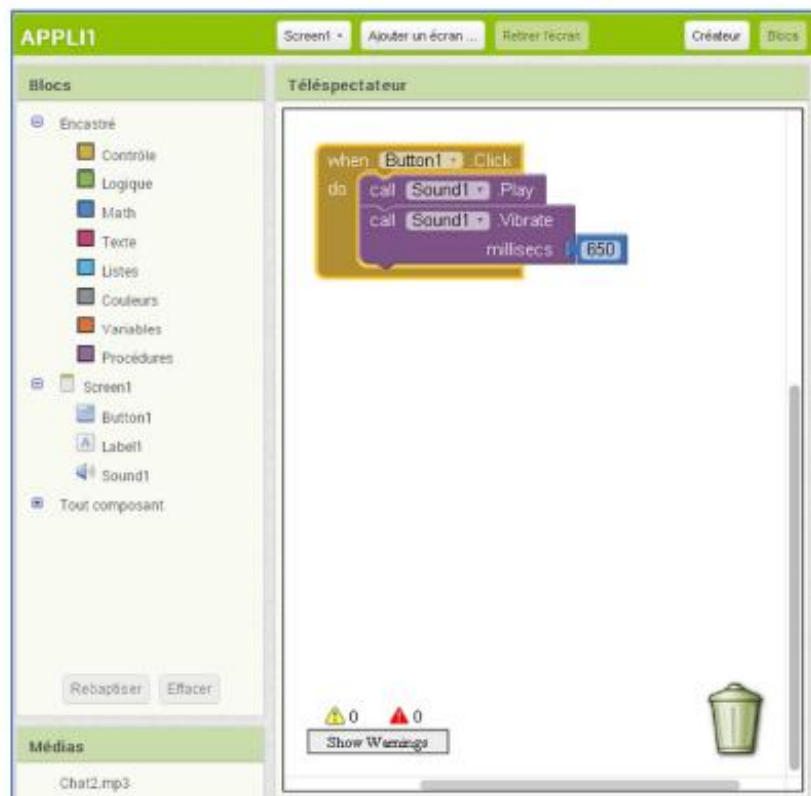 APPLI1 Screen1 Ajouter un écran ... Retirer l'écran Créateur Blocs
Blocs
Encastré
Contrôle
Logique
Math
Texte
Listes
Couleurs
Variables
Procédures
Screen1
Button1
Label1
Sound1
Tout composant
Rebaptiser Effacer
Médias
Chat2.mp3
Téléspectateur
when Button1 .Click
do call Sound1 .Play
call Sound1 .Vibrate
millisecs 650
0 0
Show Warnings